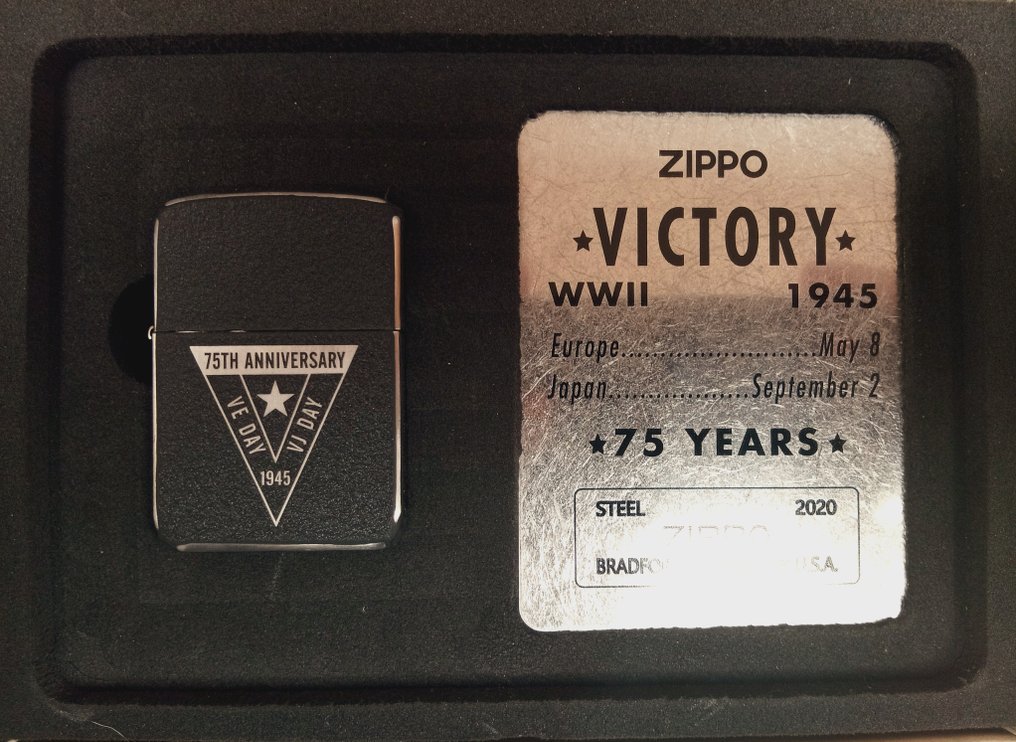 75TH ANNIVERSARY
VE DAY
VJ DAY
1945
ZIPPO
★VICTORY★
WWII 1945
Europe..........................May 8
Japan...................September 2
★75 YEARS★
STEEL 2020
ZIPPO
U.S.A.